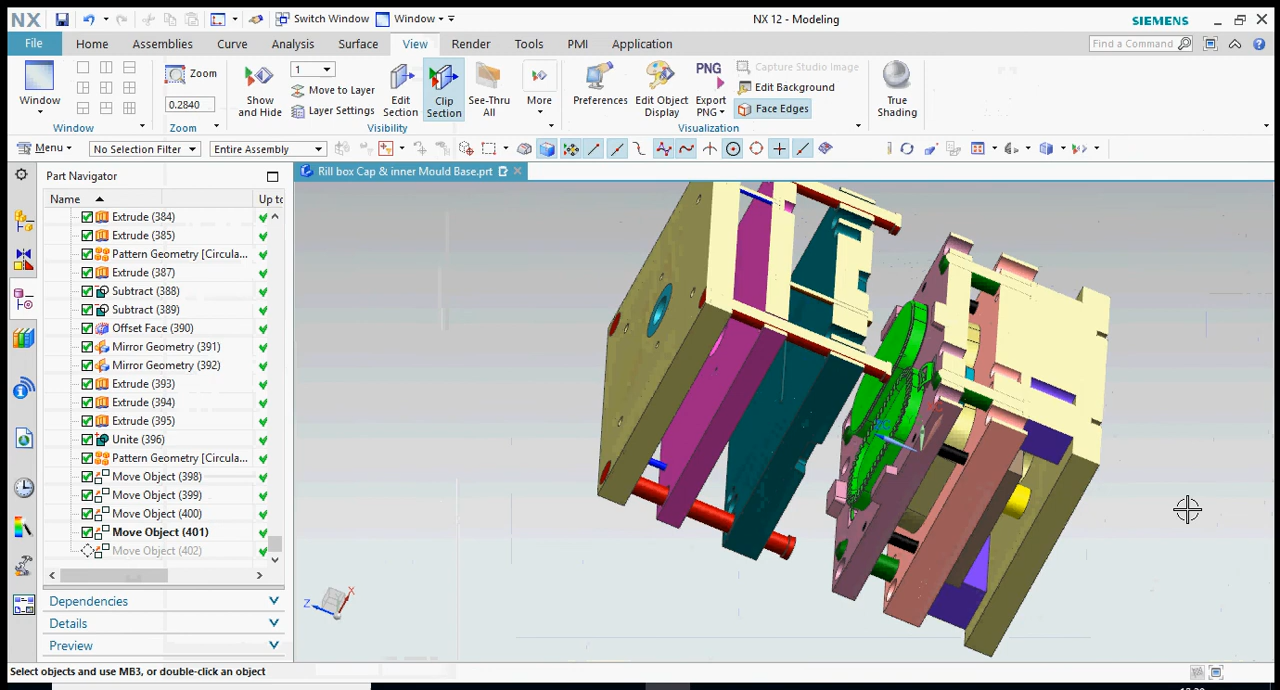 NX
Switch Window
Window
NX 12 - Modeling
SIEMENS
File
Home
Assemblies
Curve
Analysis
Surface
View
Render
Tools
PMI
Application
Find a Command
Window
Zoom
0.2840
Show and Hide
1
Move to Layer
Layer Settings
Edit Section
Clip Section
See-Thru All
More
Preferences
Edit Object Display
PNG
Export PNG
Capture Studio Image
Edit Background
Face Edges
True Shading
Window
Zoom
Visibility
Visualization
Menu
No Selection Filter
Entire Assembly
Part Navigator
Rill box Cap & inner Mould Base.prt
Name
Up to
Extrude (384)
Extrude (385)
Pattern Geometry [Circula...
Extrude (387)
Subtract (388)
Subtract (389)
Offset Face (390)
Mirror Geometry (391)
Mirror Geometry (392)
Extrude (393)
Extrude (394)
Extrude (395)
Unite (396)
Pattern Geometry [Circula...
Move Object (398)
Move Object (399)
Move Object (400)
Move Object (401)
Move Object (402)
Dependencies
Details
Preview
X
Z
Select objects and use MB3, or double-click an object